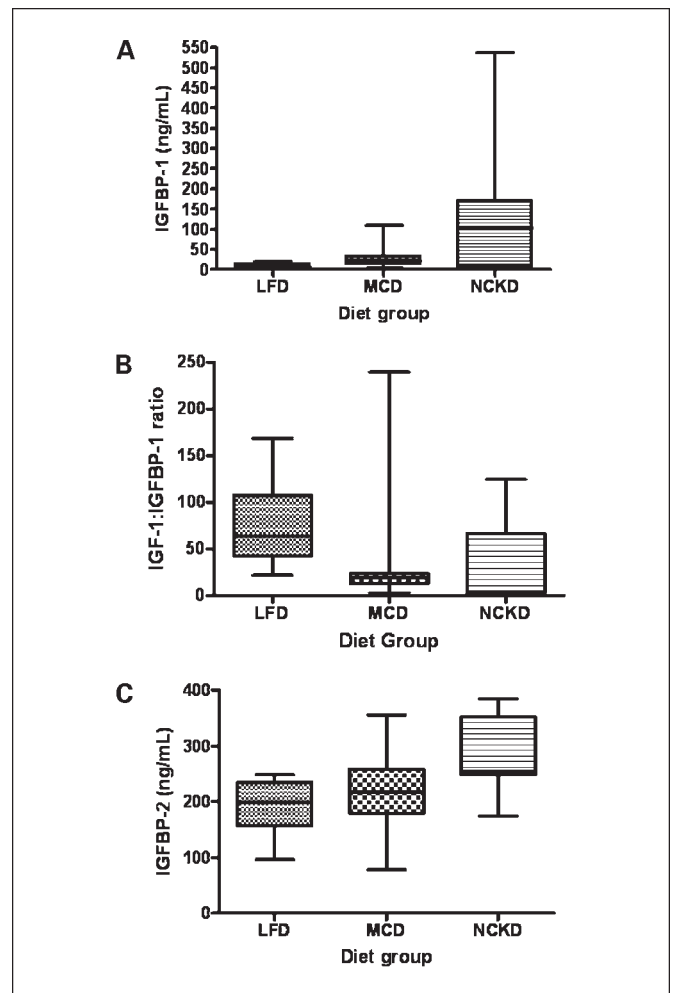 A
IGFBP-1 (ng/mL)
550
500
450
400
350
300
250
200
150
100
50
0
LFD MCD NCKD
Diet group
B
IGF-1:IGFBP-1 ratio
250
200
150
100
50
0
LFD MCD NCKD
Diet Group
C
IGFBP-2 (ng/mL)
400
300
200
100
0
LFD MCD NCKD
Diet group